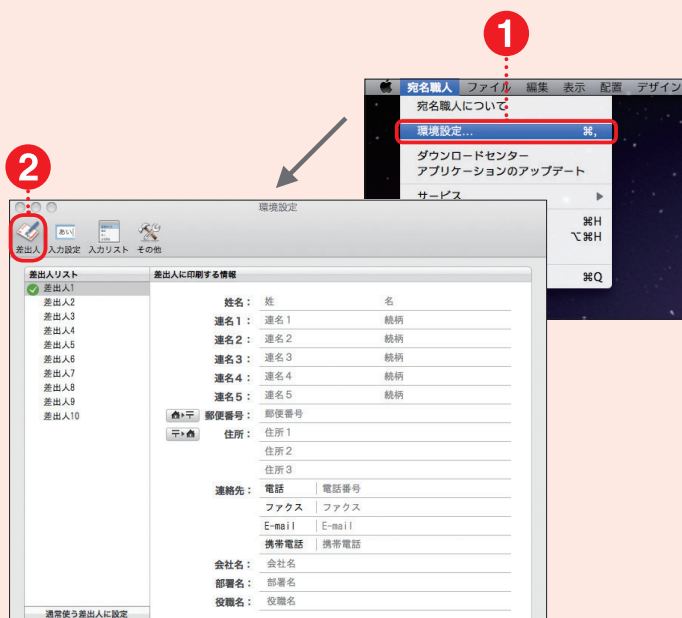 1
宛名職人 ファイル 編集 表示 配置 デザイン
宛名職人について
環境設定... ⌘,
ダウンロードセンター
アプリケーションのアップデート
サービス ▶
⌘H
⌥⌘H
⌘Q
2
環境設定
差出人 入力設定 入力リスト その他
差出人リスト
差出人1
差出人2
差出人3
差出人4
差出人5
差出人6
差出人7
差出人8
差出人9
差出人10
通常使う差出人に設定
差出人に印刷する情報
姓名： 姓 名
連名1： 連名1 続柄
連名2： 連名2 続柄
連名3： 連名3 続柄
連名4： 連名4 続柄
連名5： 連名5 続柄
郵便番号： 郵便番号
住所： 住所1
住所2
住所3
連絡先： 電話 電話番号
ファクス ファクス
E-mail E-mail
携帯電話 携帯電話
会社名： 会社名
部署名： 部署名
役職名： 役職名